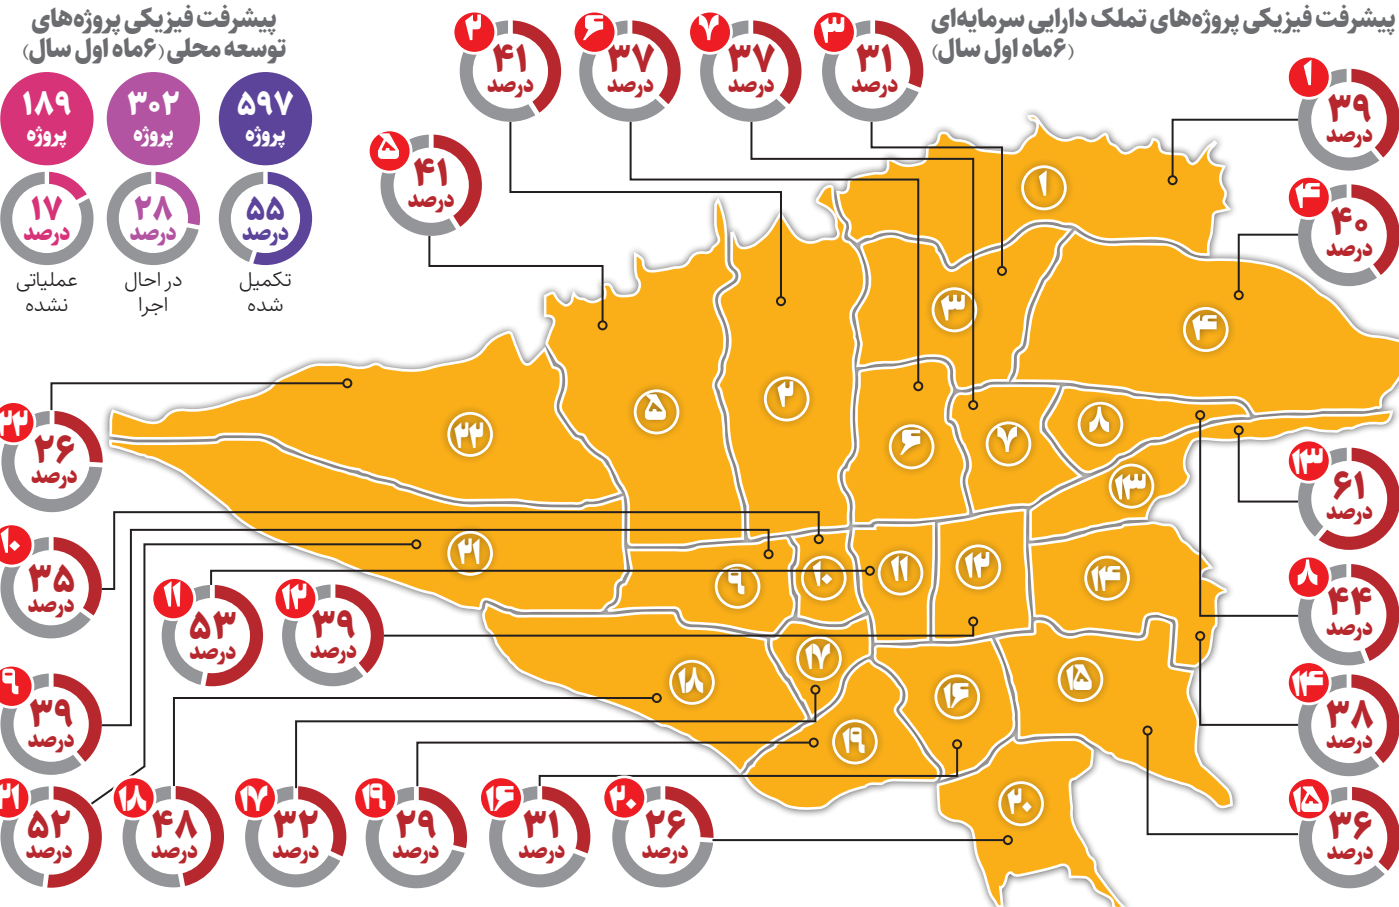 پیشرفت فیزیکی پروژه‌های تملک دارایی سرمایه‌ای
(۶ماه اول سال)
پیشرفت فیزیکی پروژه‌های
توسعه محلی (۶ماه اول سال)
۵۹۷
پروژه
۳۰۲
پروژه
۱۸۹
پروژه
۵۵
درصد
۲۸
درصد
۱۷
درصد
تکمیل
شده
در احال
اجرا
عملیاتی
نشده
۱
۳۹
درصد
۳
۳۱
درصد
۷
۳۷
درصد
۶
۳۷
درصد
۲
۴۱
درصد
۵
۴۱
درصد
۴
۴۰
درصد
۱۳
۶۱
درصد
۸
۴۴
درصد
۱۴
۳۸
درصد
۱۵
۳۶
درصد
۲۲
۲۶
درصد
۱۰
۳۵
درصد
۱۱
۵۳
درصد
۱۲
۳۹
درصد
۹
۳۹
درصد
۲۱
۵۲
درصد
۱۸
۴۸
درصد
۱۷
۳۲
درصد
۱۹
۲۹
درصد
۱۶
۳۱
درصد
۲۰
۲۶
درصد
۱
۳
۴
۲
۵
۸
۲۲
۶
۷
۱۳
۲۱
۹
۱۰
۱۱
۱۲
۱۴
۱۷
۱۸
۱۶
۱۵
۱۹
۲۰